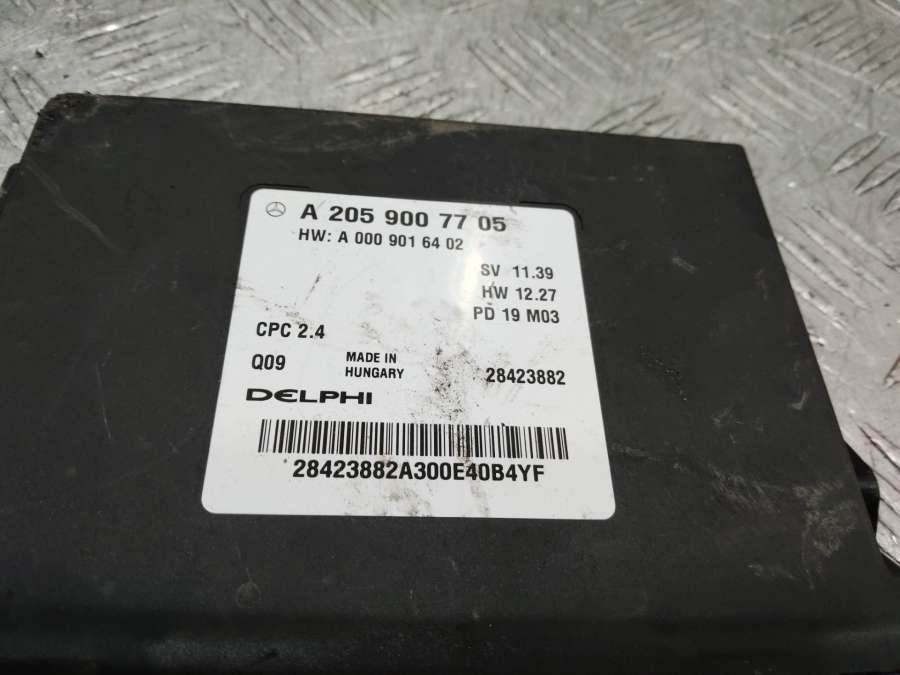 A 205 900 77 05
HW: A 000 901 64 02
SV 11.39
HW 12.27
PD 19 M03
CPC 2.4
Q09
MADE IN
HUNGARY
28423882
DELPHI
28423882A300E40B4YF